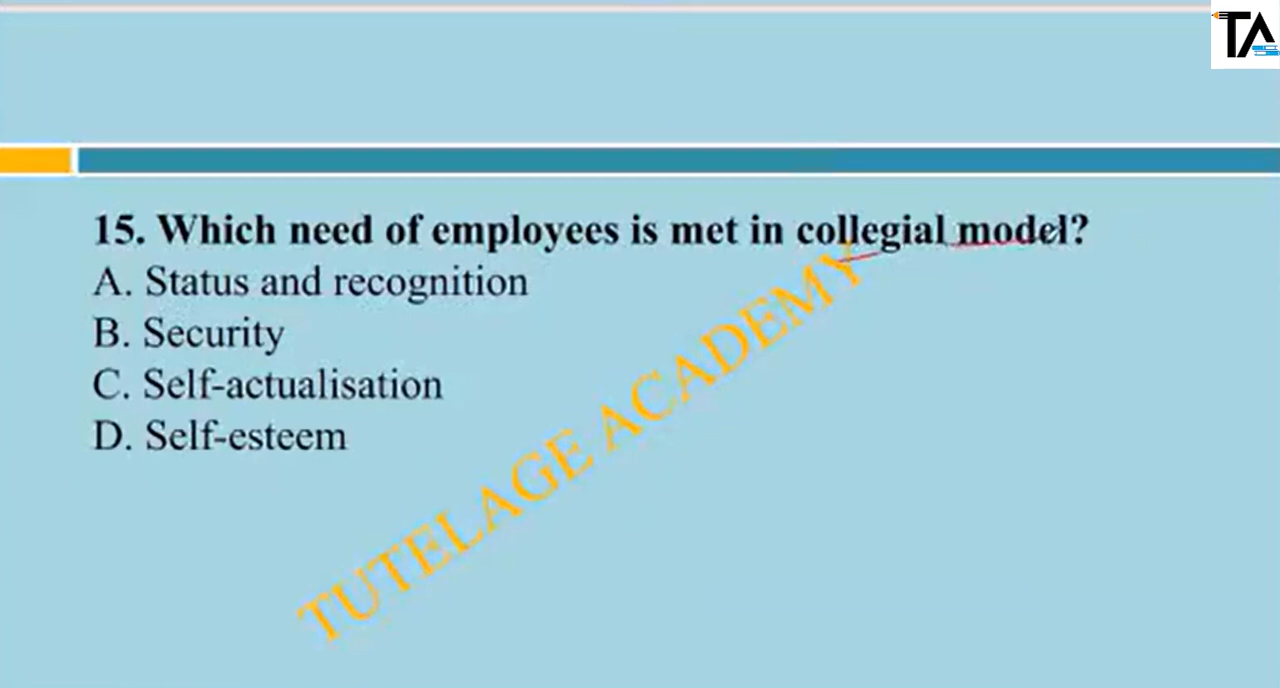 TA
15. Which need of employees is met in collegial model?
A. Status and recognition
B. Security
C. Self-actualisation
D. Self-esteem
TUTELAGE ACADEMY